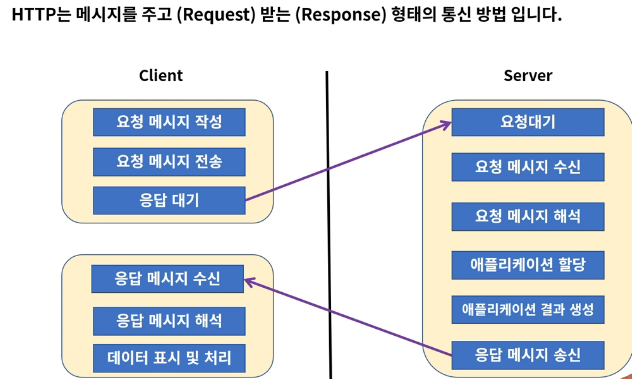 HTTP는 메시지를 주고 (Request) 받는 (Response) 형태의 통신 방법 입니다.
Client
요청 메시지 작성
요청 메시지 전송
응답 대기
응답 메시지 수신
응답 메시지 해석
데이터 표시 및 처리
Server
요청대기
요청 메시지 수신
요청 메시지 해석
애플리케이션 할당
애플리케이션 결과 생성
응답 메시지 송신